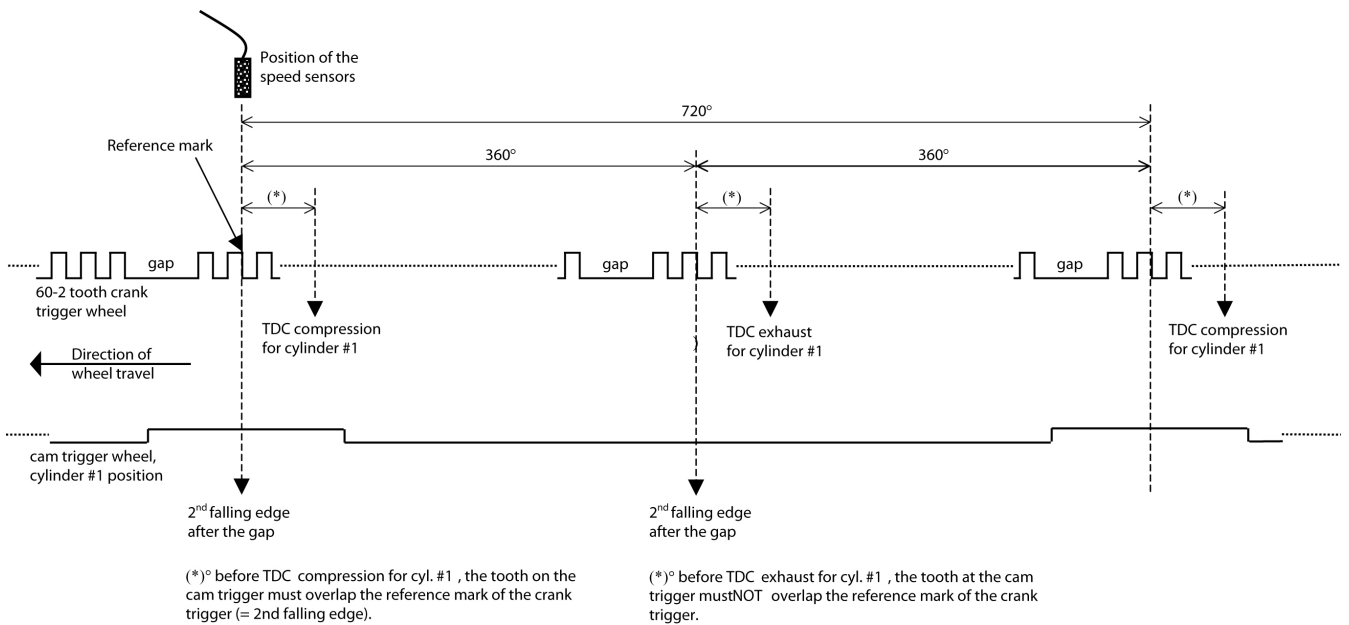 Position of the
speed sensors
720°
Reference mark
360°
360°
(*)
(*)
(*)
gap
gap
gap
60-2 tooth crank
trigger wheel
TDC compression
for cylinder #1
TDC exhaust
for cylinder #1
TDC compression
for cylinder #1
Direction of
wheel travel
cam trigger wheel,
cylinder #1 position
2nd falling edge
after the gap
2nd falling edge
after the gap
(*)° before TDC compression for cyl. #1 , the tooth on the
cam trigger must overlap the reference mark of the crank
trigger (= 2nd falling edge).
(*)° before TDC exhaust for cyl. #1 , the tooth at the cam
trigger mustNOT overlap the reference mark of the crank
trigger.